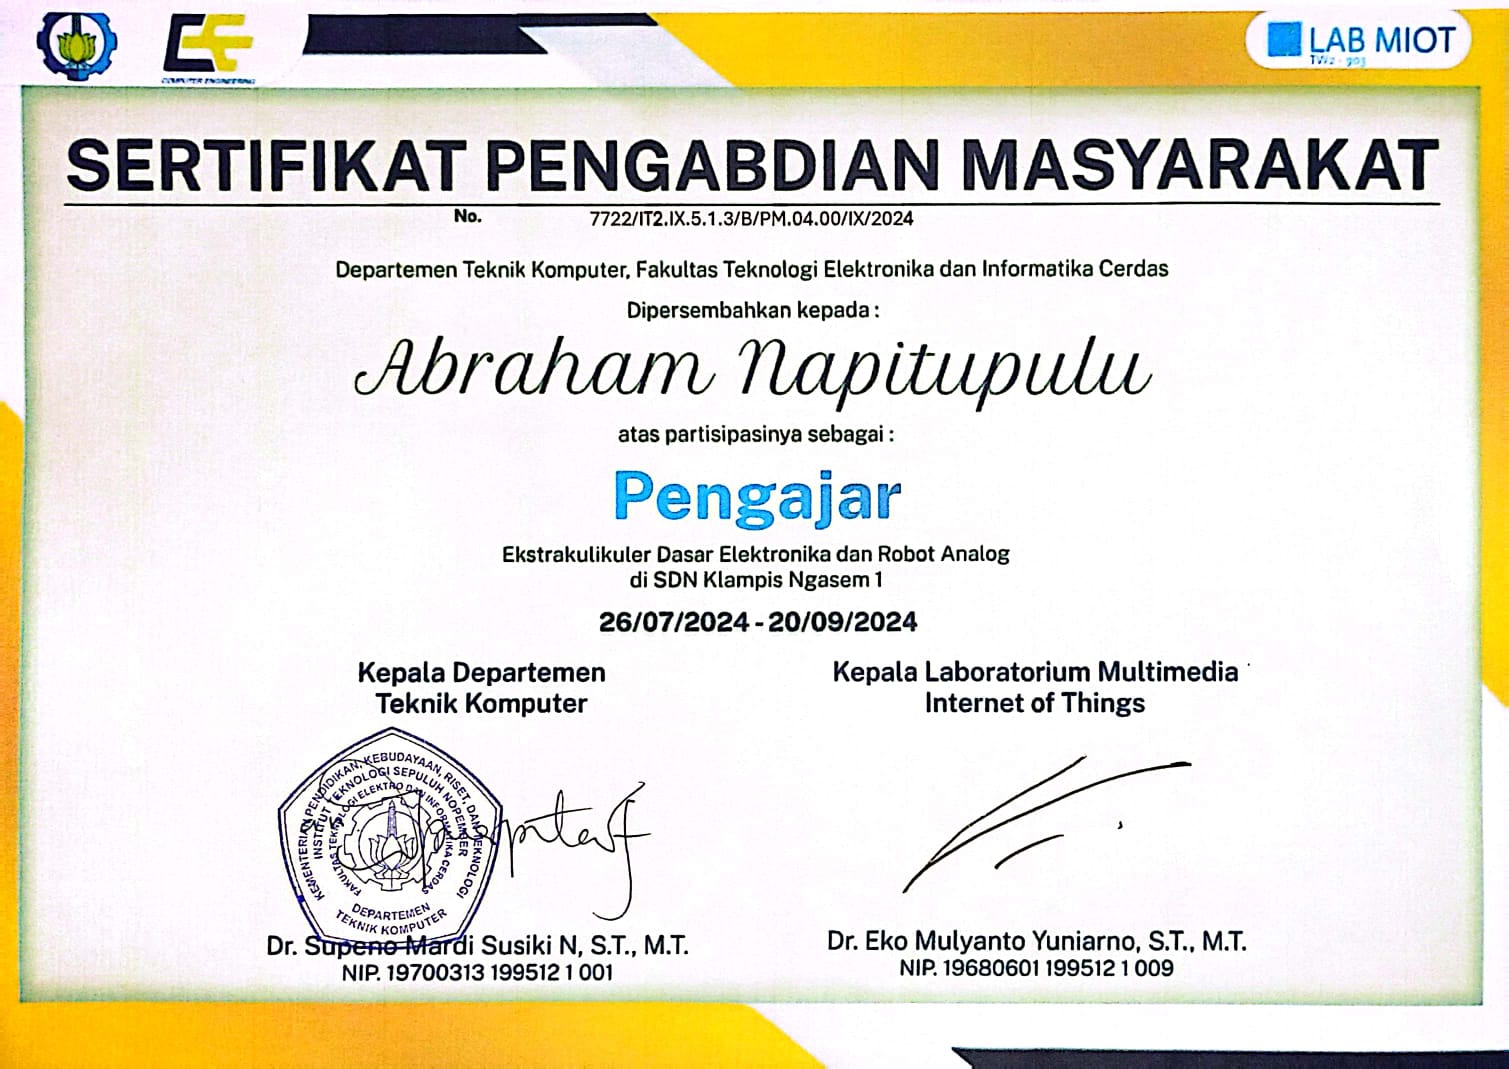 COMPUTER ENGINEERING
LAB MIOT
TW2 - 903
SERTIFIKAT PENGABDIAN MASYARAKAT
No. 7722/IT2.IX.5.1.3/B/PM.04.00/IX/2024
Departemen Teknik Komputer, Fakultas Teknologi Elektronika dan Informatika Cerdas
Dipersembahkan kepada :
Abraham Napitupulu
atas partisipasinya sebagai :
Pengajar
Ekstrakulikuler Dasar Elektronika dan Robot Analog
di SDN Klampis Ngasem 1
26/07/2024 - 20/09/2024
Kepala Departemen
Teknik Komputer
KEMENTERIAN PENDIDIKAN, KEBUDAYAAN, RISET, DAN TEKNOLOGI
INSTITUT TEKNOLOGI SEPULUH NOPEMBER
FAKULTAS TEKNOLOGI ELEKTRO DAN INFORMATIKA CERDAS
DEPARTEMEN
TEKNIK KOMPUTER
Dr. Supeno Mardi Susiki N, S.T., M.T.
NIP. 19700313 199512 1 001
Kepala Laboratorium Multimedia
Internet of Things
Dr. Eko Mulyanto Yuniarno, S.T., M.T.
NIP. 19680601 199512 1 009